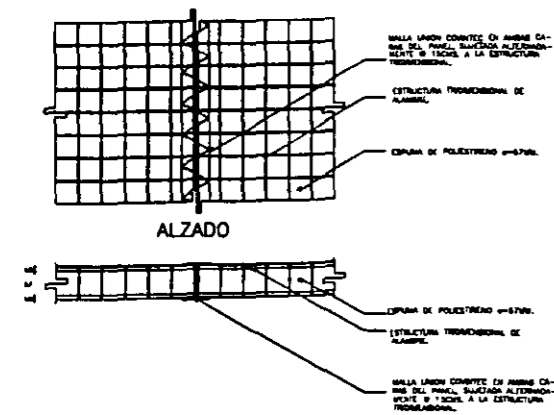 MALLA UNION COVINTEC EN AMBAS CA-
RAS DEL PANEL, SUJETADA ALTERNADA-
MENTE @ 15CMS. A LA ESTRUCTURA
TRIDIMENSIONAL.
ESTRUCTURA TRIDIMENSIONAL DE
ALAMBRE.
ESPUMA DE POLIESTIRENO
ALZADO
ESPUMA DE POLIESTIRENO
ESTRUCTURA TRIDIMENSIONAL DE
ALAMBRE.
MALLA UNION COVINTEC EN AMBAS CA-
RAS DEL PANEL, SUJETADA ALTERNADA-
MENTE @ 15CMS. A LA ESTRUCTURA
TRIDIMENSIONAL.